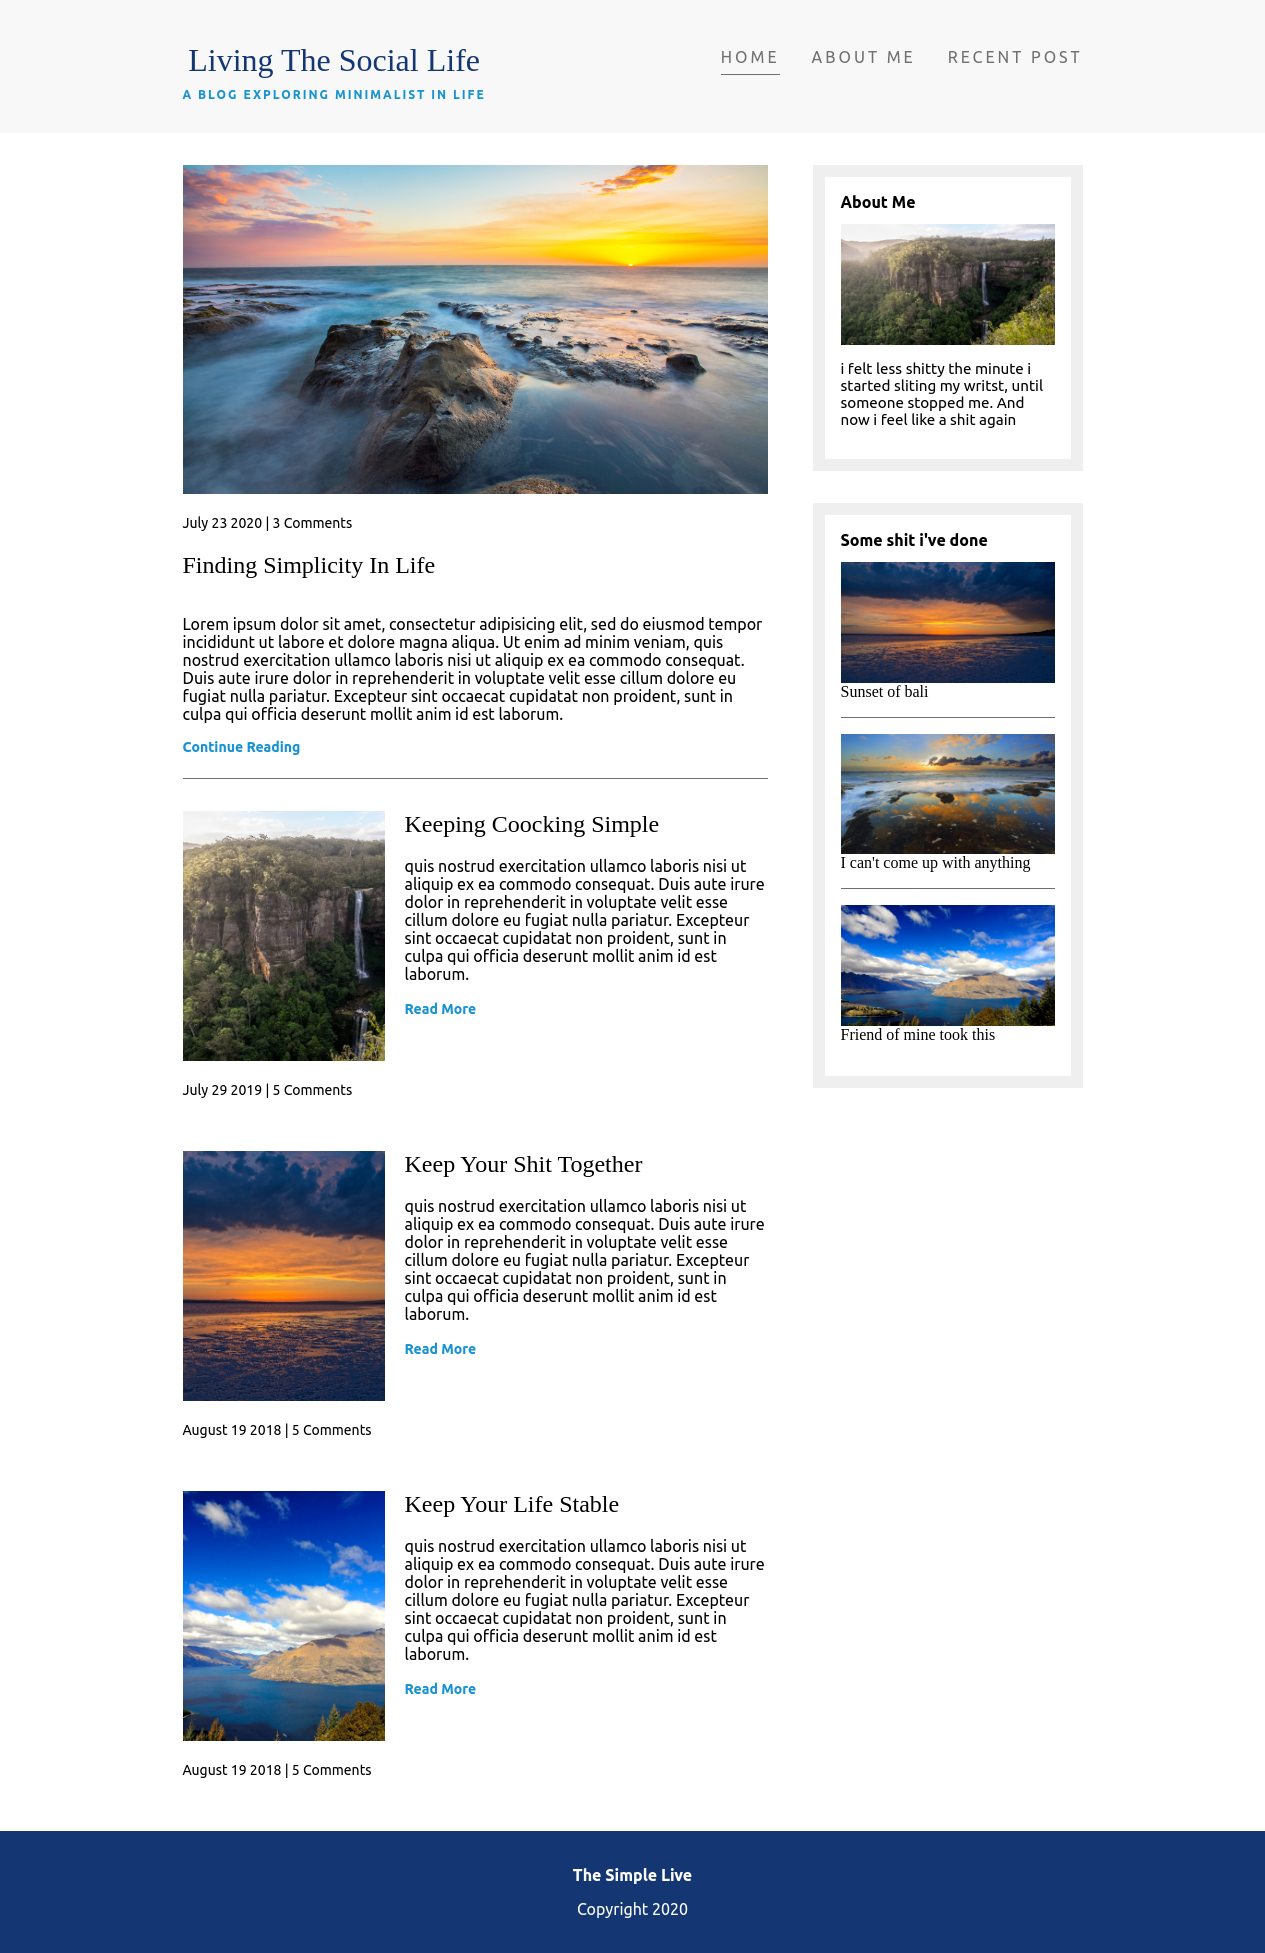 Living The Social Life
A BLOG EXPLORING MINIMALIST IN LIFE
HOME ABOUT ME RECENT POST
July 23 2020 | 3 Comments
Finding Simplicity In Life
Lorem ipsum dolor sit amet, consectetur adipisicing elit, sed do eiusmod tempor
incididunt ut labore et dolore magna aliqua. Ut enim ad minim veniam, quis
nostrud exercitation ullamco laboris nisi ut aliquip ex ea commodo consequat.
Duis aute irure dolor in reprehenderit in voluptate velit esse cillum dolore eu
fugiat nulla pariatur. Excepteur sint occaecat cupidatat non proident, sunt in
culpa qui officia deserunt mollit anim id est laborum.
Continue Reading
Keeping Coocking Simple
quis nostrud exercitation ullamco laboris nisi ut
aliquip ex ea commodo consequat. Duis aute irure
dolor in reprehenderit in voluptate velit esse
cillum dolore eu fugiat nulla pariatur. Excepteur
sint occaecat cupidatat non proident, sunt in
culpa qui officia deserunt mollit anim id est
laborum.
Read More
July 29 2019 | 5 Comments
Keep Your Shit Together
quis nostrud exercitation ullamco laboris nisi ut
aliquip ex ea commodo consequat. Duis aute irure
dolor in reprehenderit in voluptate velit esse
cillum dolore eu fugiat nulla pariatur. Excepteur
sint occaecat cupidatat non proident, sunt in
culpa qui officia deserunt mollit anim id est
laborum.
Read More
August 19 2018 | 5 Comments
Keep Your Life Stable
quis nostrud exercitation ullamco laboris nisi ut
aliquip ex ea commodo consequat. Duis aute irure
dolor in reprehenderit in voluptate velit esse
cillum dolore eu fugiat nulla pariatur. Excepteur
sint occaecat cupidatat non proident, sunt in
culpa qui officia deserunt mollit anim id est
laborum.
Read More
August 19 2018 | 5 Comments
About Me
i felt less shitty the minute i
started sliting my writst, until
someone stopped me. And
now i feel like a shit again
Some shit i've done
Sunset of bali
I can't come up with anything
Friend of mine took this
The Simple Live
Copyright 2020